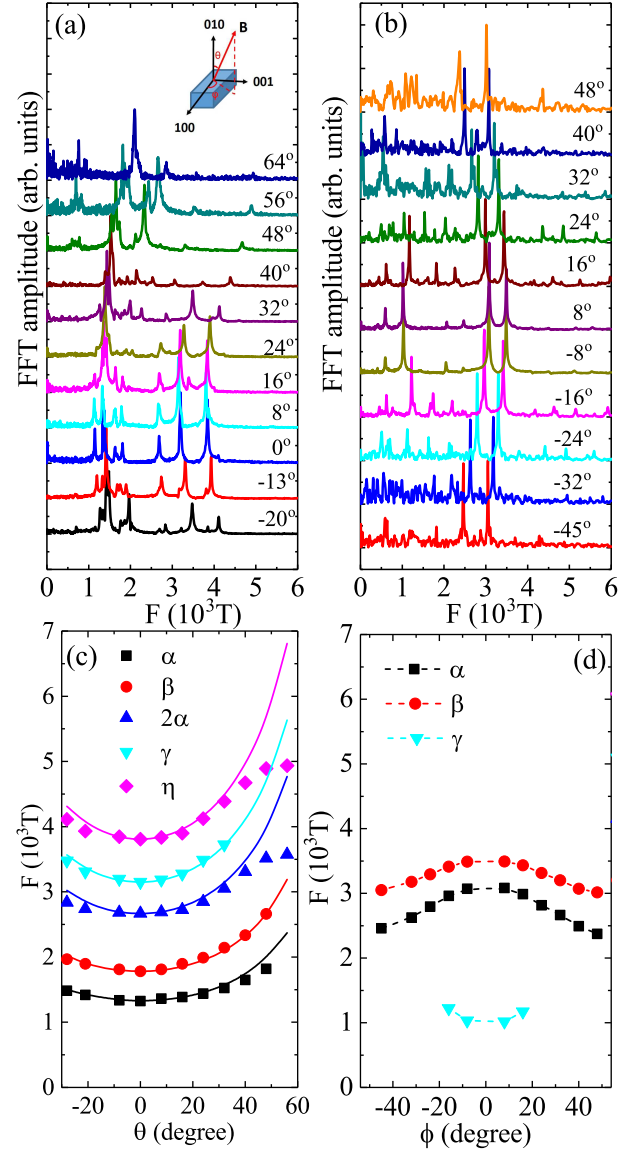 (a)
010
B
θ
001
φ
100
64°
56°
48°
40°
32°
24°
16°
8°
0°
-13°
-20°
FFT amplitude (arb. units)
0 1 2 3 4 5 6
F (10³T)
(b)
48°
40°
32°
24°
16°
8°
-8°
-16°
-24°
-32°
-45°
FFT amplitude (arb. units)
0 1 2 3 4 5 6
F (10³T)
(c)
α
β
2α
γ
η
7
6
5
4
3
2
1
0
F (10³T)
-20 0 20 40 60
θ (degree)
(d)
α
β
γ
7
6
5
4
3
2
1
0
F (10³T)
-40 -20 0 20 40
ϕ (degree)